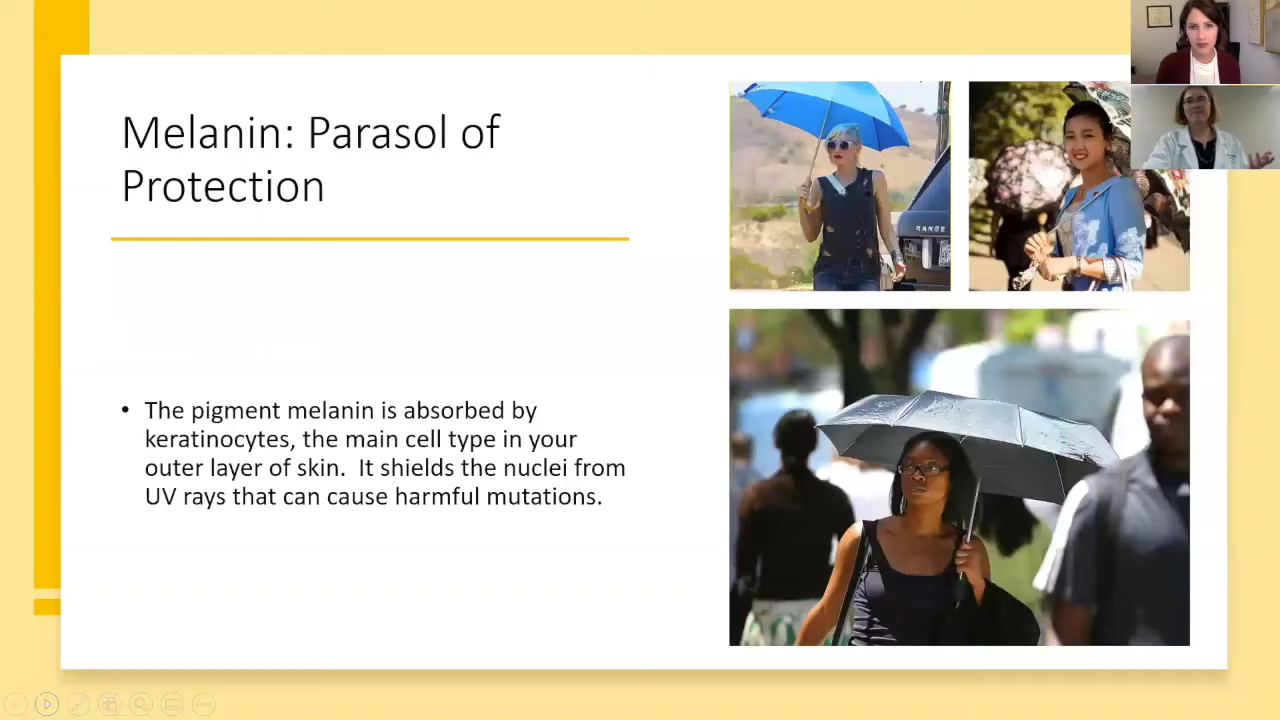 Melanin: Parasol of
Protection
• The pigment melanin is absorbed by
keratinocytes, the main cell type in your
outer layer of skin.  It shields the nuclei from
UV rays that can cause harmful mutations.
RANGE